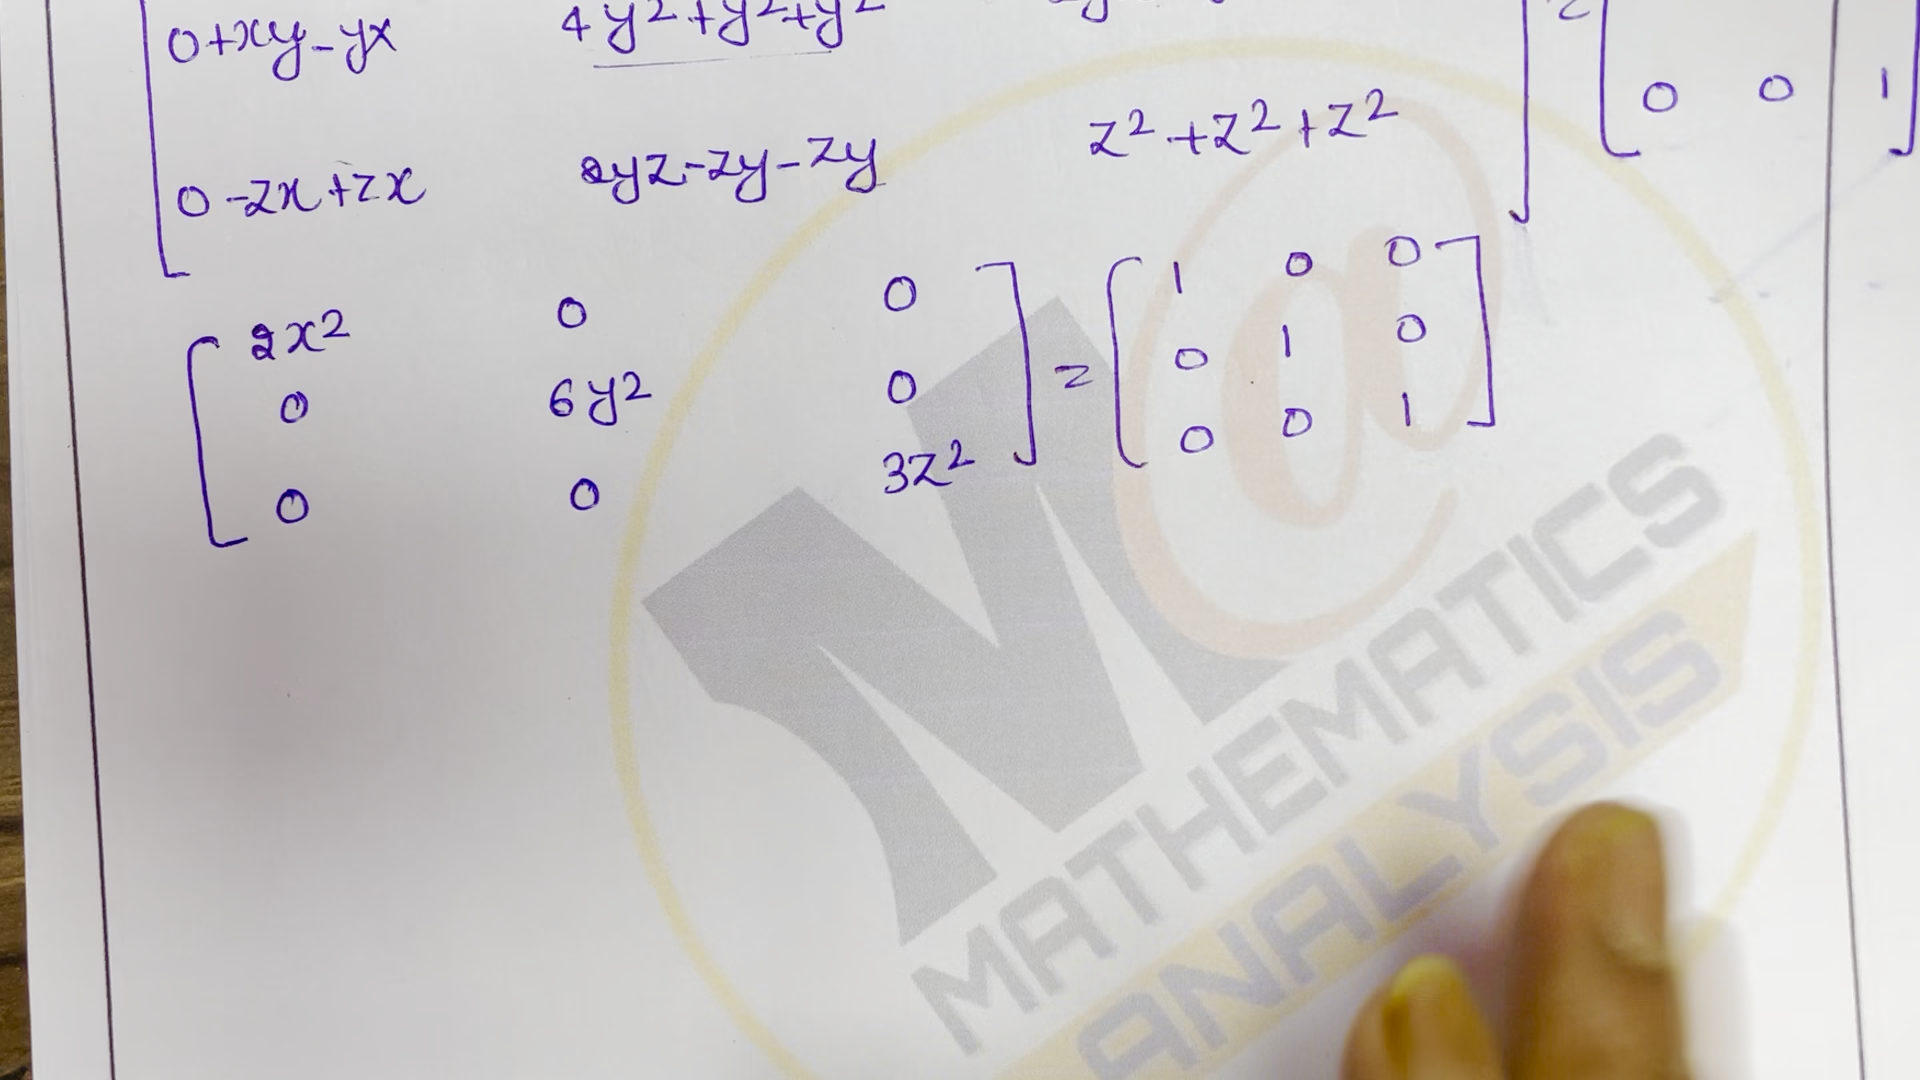 0+xy-yx 4y²+y²+y²
0 0 1
0-zx+zx 2yz-zy-zy z²+z²+z²
2x² 0 0 1 0 0
0 6y² 0 = 0 1 0
0 0 3z² 0 0 1
M@
MATHEMATICS
ANALYSIS